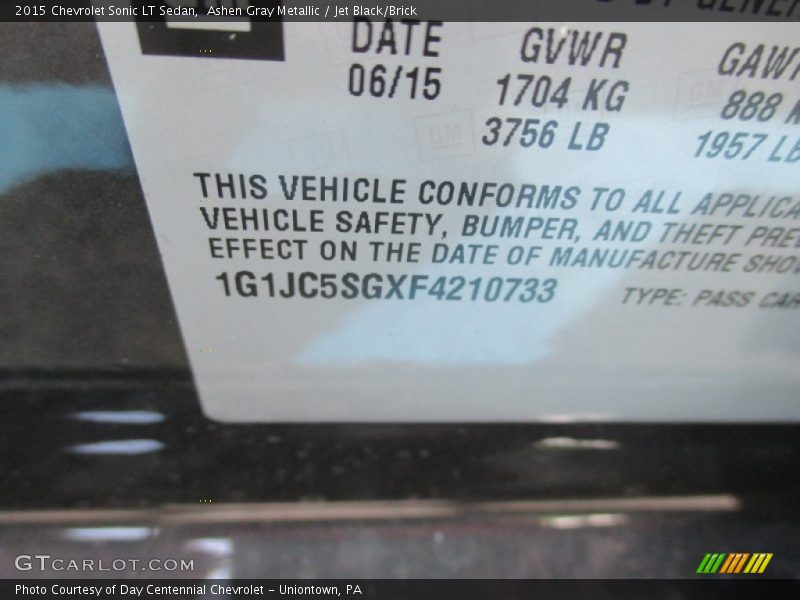 2015 Chevrolet Sonic LT Sedan, Ashen Gray Metallic / Jet Black/Brick
DATE GVWR
06/15 1704 KG 888
3756 LB 1957 LB
THIS VEHICLE CONFORMS TO ALL
VEHICLE SAFETY, BUMPER, AND THEFT
EFFECT ON THE DATE OF MANUFACTURE
1G1JC5SGXF4210733 TYPE: PASS CAR
GTCARLOT.COM
Photo Courtesy of Day Centennial Chevrolet - Uniontown, PA